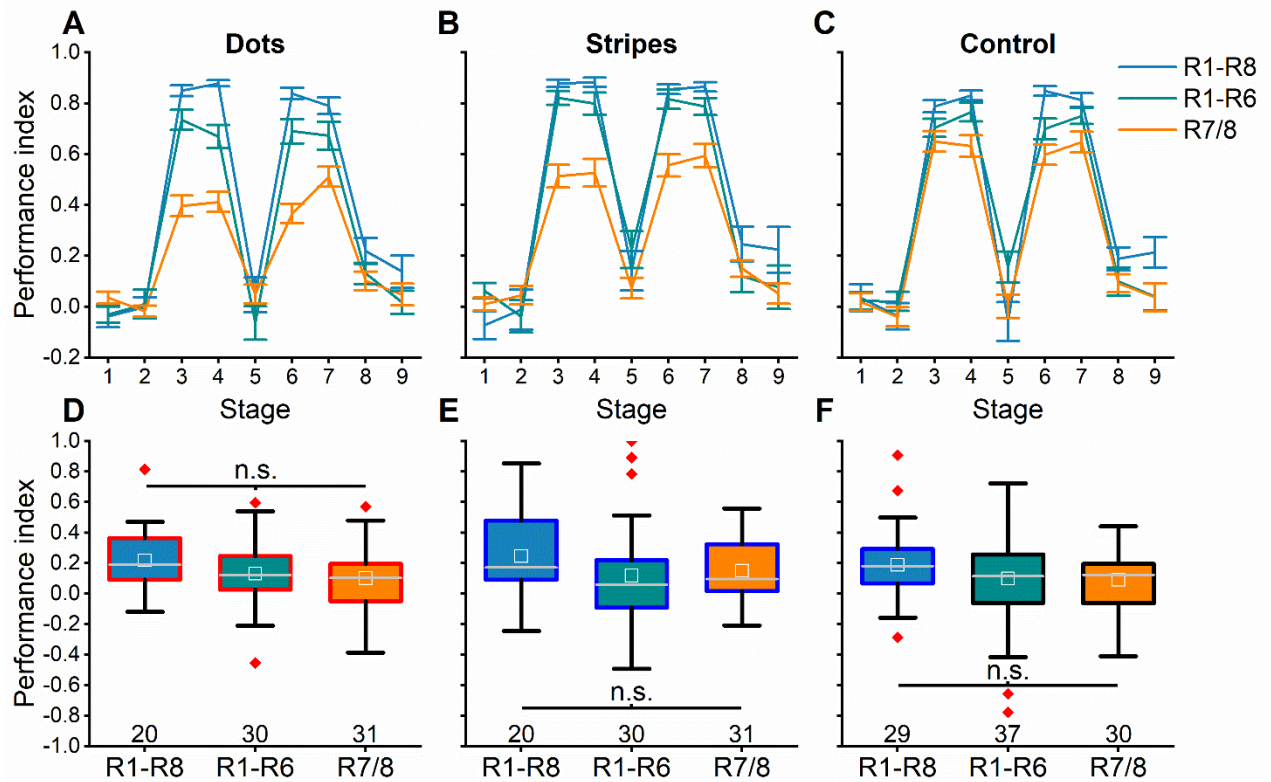 A Dots B Stripes C Control
Performance index
1.0
0.8
0.6
0.4
0.2
0.0
-0.2
1 2 3 4 5 6 7 8 9
1 2 3 4 5 6 7 8 9
1 2 3 4 5 6 7 8 9
R1-R8
R1-R6
R7/8
Stage Stage Stage
D E F
Performance index
1.0
0.8
0.6
0.4
0.2
0.0
-0.2
-0.4
-0.6
-0.8
-1.0
n.s.
n.s.
n.s.
20 30 31
20 30 31
29 37 30
R1-R8 R1-R6 R7/8
R1-R8 R1-R6 R7/8
R1-R8 R1-R6 R7/8